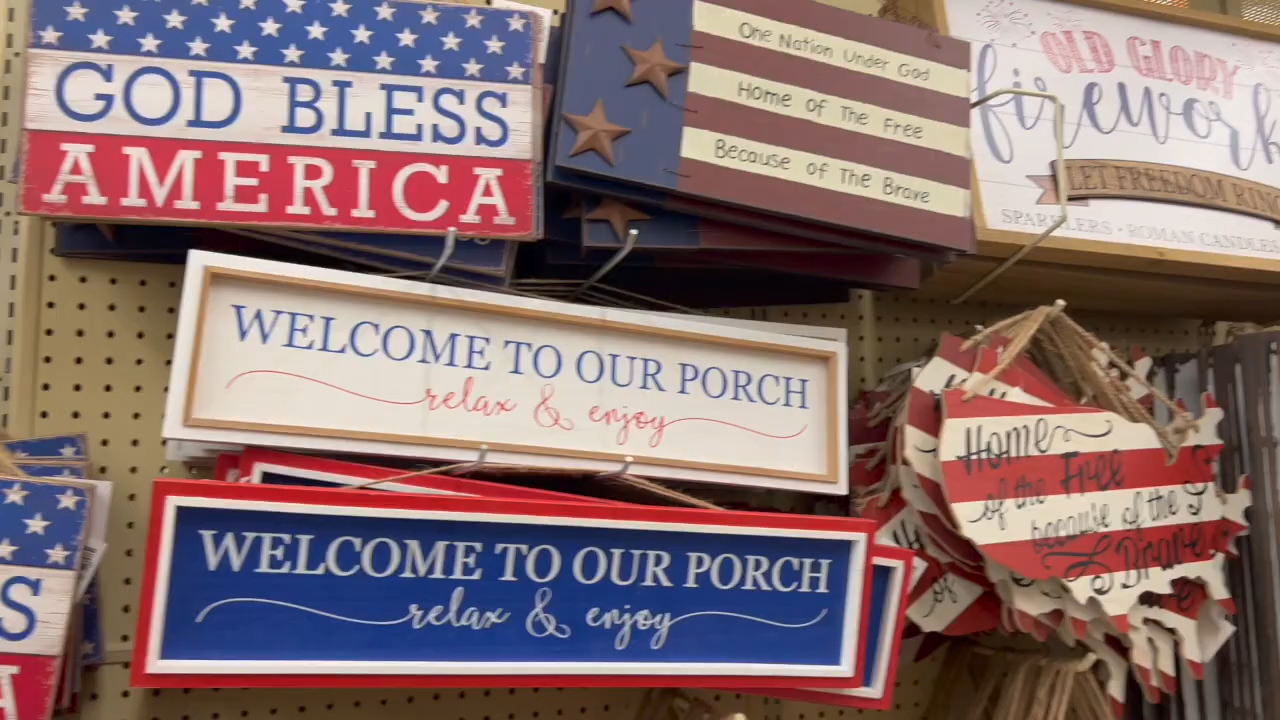 GOD BLESS
AMERICA
One Nation Under God
Home of The Free
Because of The Brave
OLD GLORY
firework
LET FREEDOM RING
SPARKLERS • ROMAN CANDLES
WELCOME TO OUR PORCH
relax & enjoy
WELCOME TO OUR PORCH
relax & enjoy
Home
of the Free
because of the
Brave
of
S
A